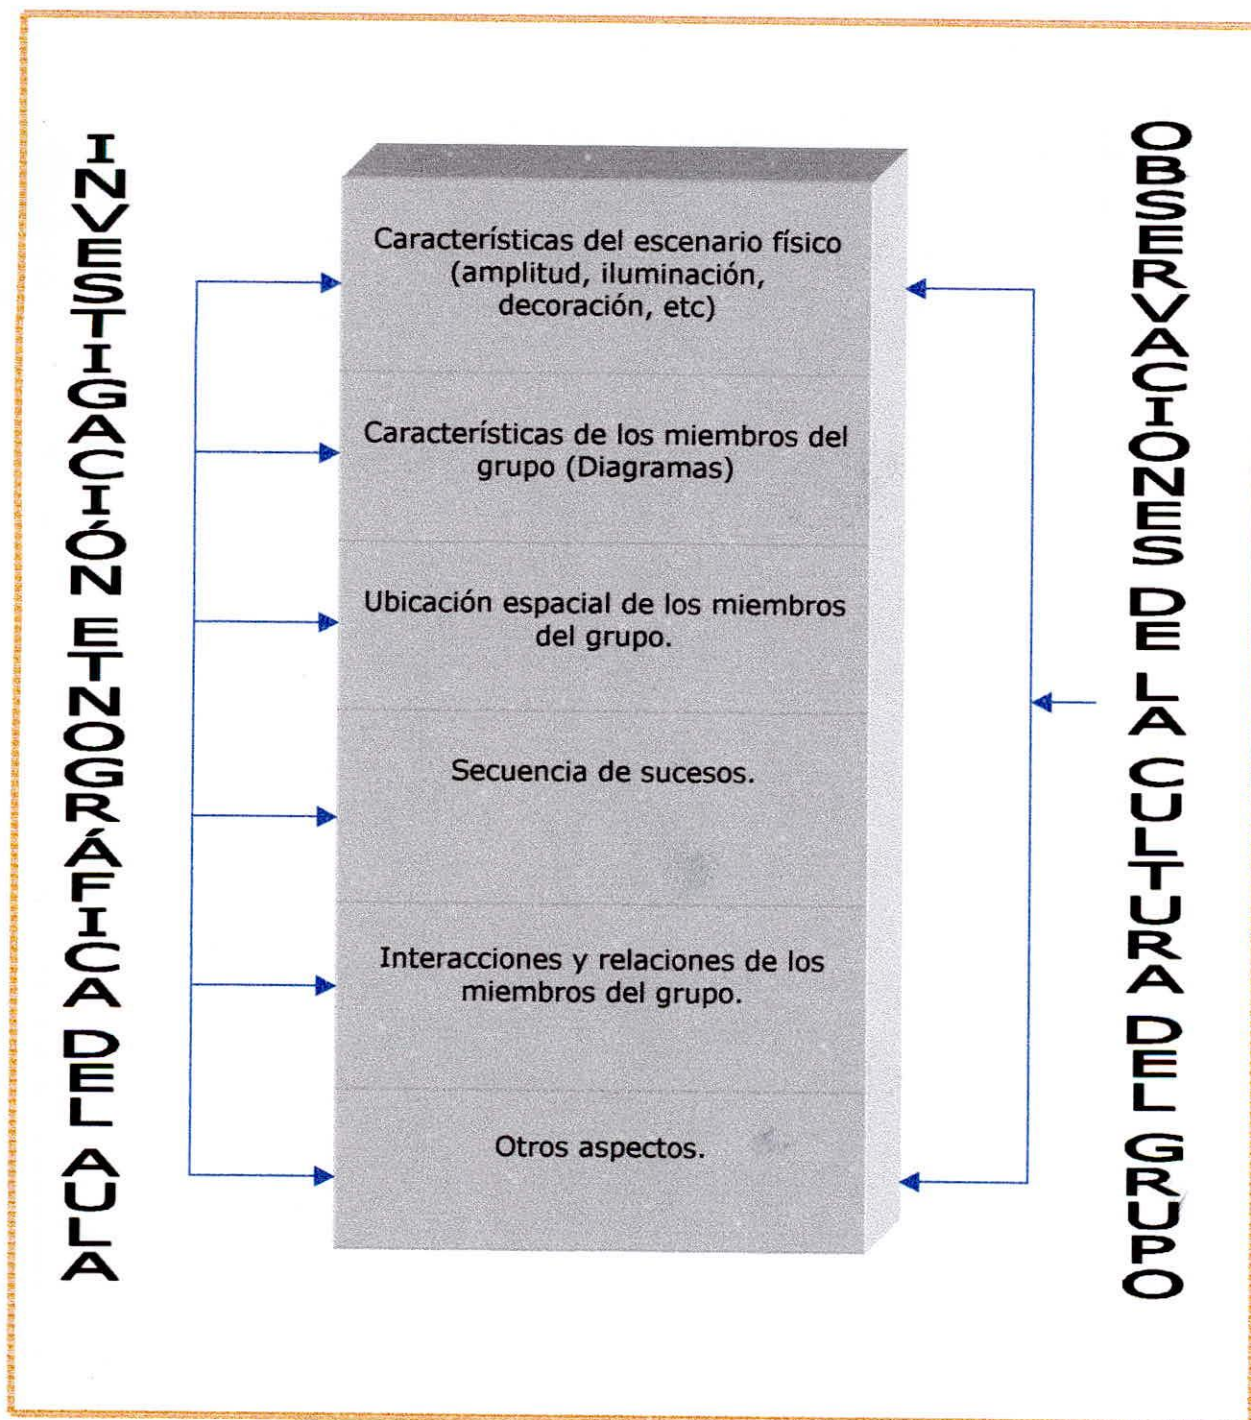 INVESTIGACIÓN ETNOGRÁFICA DEL AULA
Características del escenario físico
(amplitud, iluminación,
decoración, etc)
Características de los miembros del
grupo (Diagramas)
Ubicación espacial de los miembros
del grupo.
Secuencia de sucesos.
Interacciones y relaciones de los
miembros del grupo.
Otros aspectos.
OBSERVACIONES DE LA CULTURA DEL GRUPO